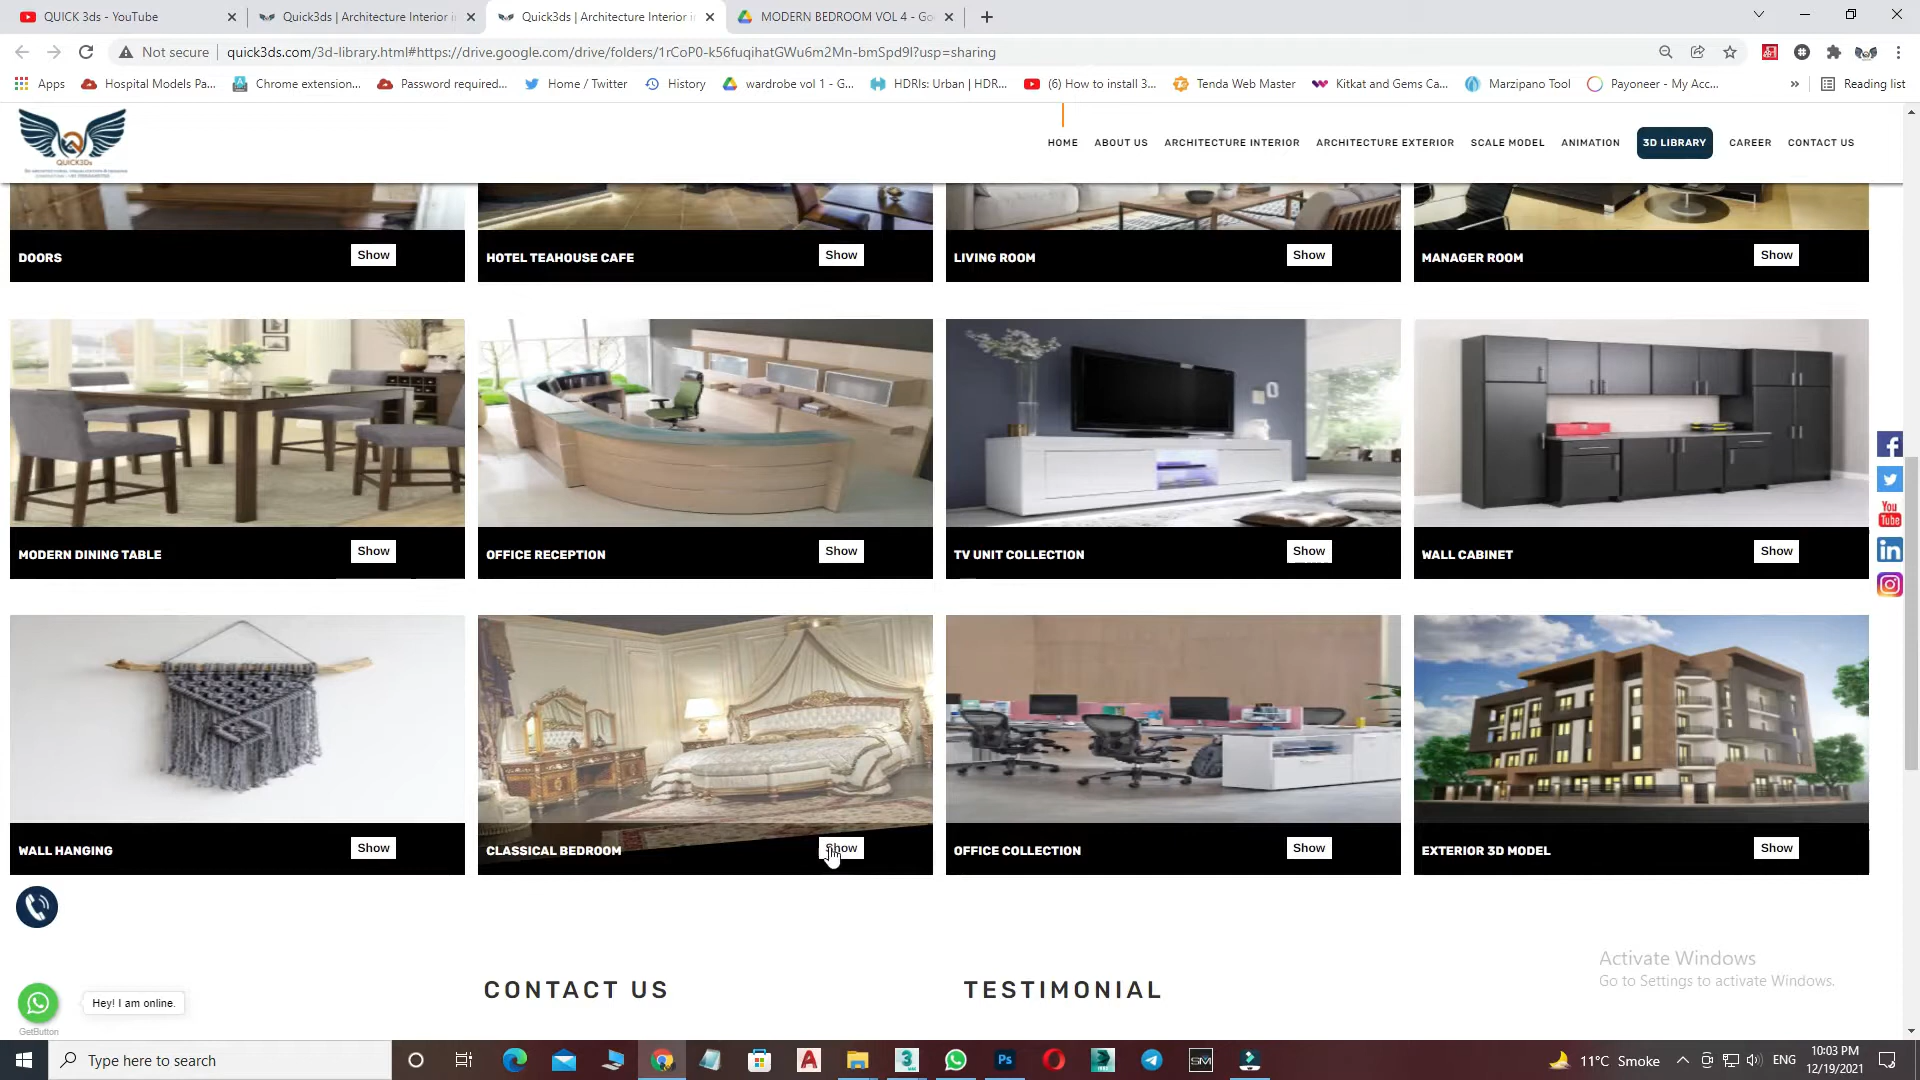 QUICK 3ds - YouTube
Quick3ds | Architecture Interior i
Quick3ds | Architecture Interior i
MODERN BEDROOM VOL 4 - Go
Not secure
quick3ds.com/3d-library.html#https://drive.google.com/drive/folders/1rCoP0-k56fuqihatGWu6m2Mn-bmSpd9I?usp=sharing
Apps
Hospital Models Pa...
Chrome extension...
Password required...
Home / Twitter
History
wardrobe vol 1 - G...
HDRIs: Urban | HDR...
(6) How to install 3...
Tenda Web Master
Kitkat and Gems Ca...
Marzipano Tool
Payoneer - My Acc...
»
Reading list
QUICK3Ds
HOME
ABOUT US
ARCHITECTURE INTERIOR
ARCHITECTURE EXTERIOR
SCALE MODEL
ANIMATION
3D LIBRARY
CAREER
CONTACT US
DOORS
Show
HOTEL TEAHOUSE CAFE
Show
LIVING ROOM
Show
MANAGER ROOM
Show
MODERN DINING TABLE
Show
OFFICE RECEPTION
Show
TV UNIT COLLECTION
Show
WALL CABINET
Show
You
Tube
WALL HANGING
Show
CLASSICAL BEDROOM
Show
OFFICE COLLECTION
Show
EXTERIOR 3D MODEL
Show
CONTACT US
TESTIMONIAL
Activate Windows
Go to Settings to activate Windows.
Hey! I am online.
GetButton
Type here to search
11°C Smoke
ENG
10:03 PM
12/19/2021